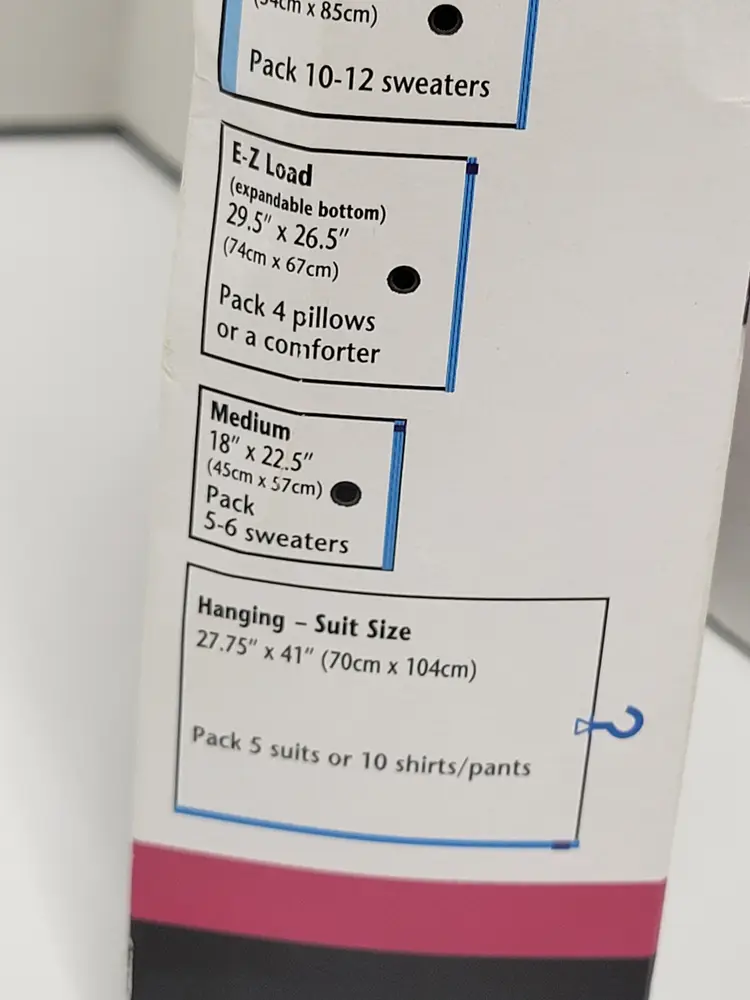 x 85cm)
Pack 10-12 sweaters
E-Z Load
(expandable bottom)
29.5" x 26.5"
(74cm x 67cm)
Pack 4 pillows
or a comforter
Medium
18" x 22.5"
(45cm x 57cm)
Pack
5-6 sweaters
Hanging – Suit Size
27.75" x 41" (70cm x 104cm)
Pack 5 suits or 10 shirts/pants